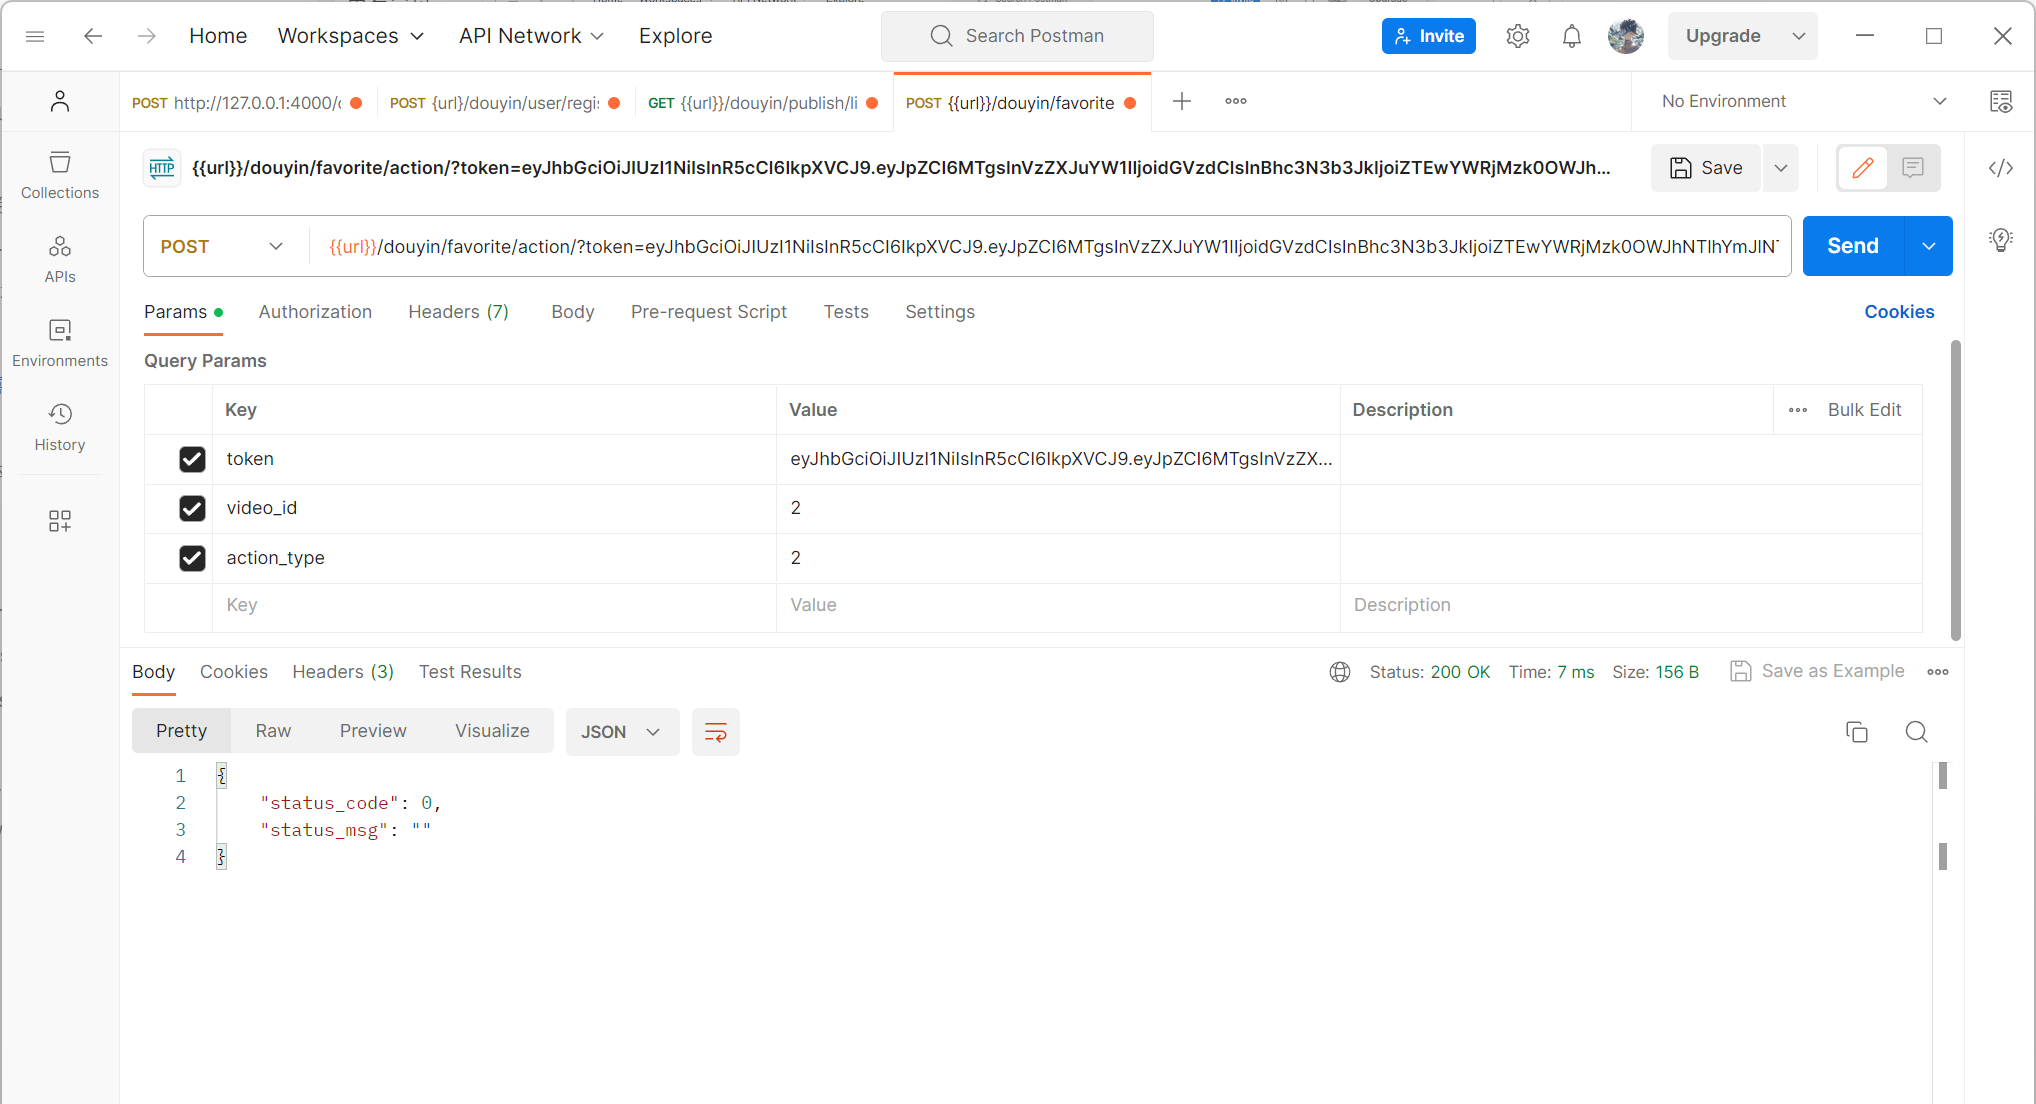 Home Workspaces API Network Explore Search Postman Invite Upgrade
POST http://127.0.0.1:4000/ POST {url}/douyin/user/regi GET {{url}}/douyin/publish/li POST {{url}}/douyin/favorite No Environment
HTTP {{url}}/douyin/favorite/action/?token=eyJhbGciOiJIUzI1NiIsInR5cCI6IkpXVCJ9.eyJpZCI6MTgsInVzZXJuYW1lIjoidGVzdCIsInBhc3N3b3JkIjoiZTEwYWRjMzk0OWJh... Save
Collections
POST {{url}}/douyin/favorite/action/?token=eyJhbGciOiJIUzI1NiIsInR5cCI6IkpXVCJ9.eyJpZCI6MTgsInVzZXJuYW1lIjoidGVzdCIsInBhc3N3b3JkIjoiZTEwYWRjMzk0OWJhNTlhYmJlN Send
APIs
Params Authorization Headers (7) Body Pre-request Script Tests Settings Cookies
Environments
Query Params
Key Value Description Bulk Edit
History
token eyJhbGciOiJIUzI1NiIsInR5cCI6IkpXVCJ9.eyJpZCI6MTgsInVzZX...
video_id 2
action_type 2
Key Value Description
Body Cookies Headers (3) Test Results Status: 200 OK Time: 7 ms Size: 156 B Save as Example
Pretty Raw Preview Visualize JSON
1 {
2 "status_code": 0,
3 "status_msg": ""
4 }